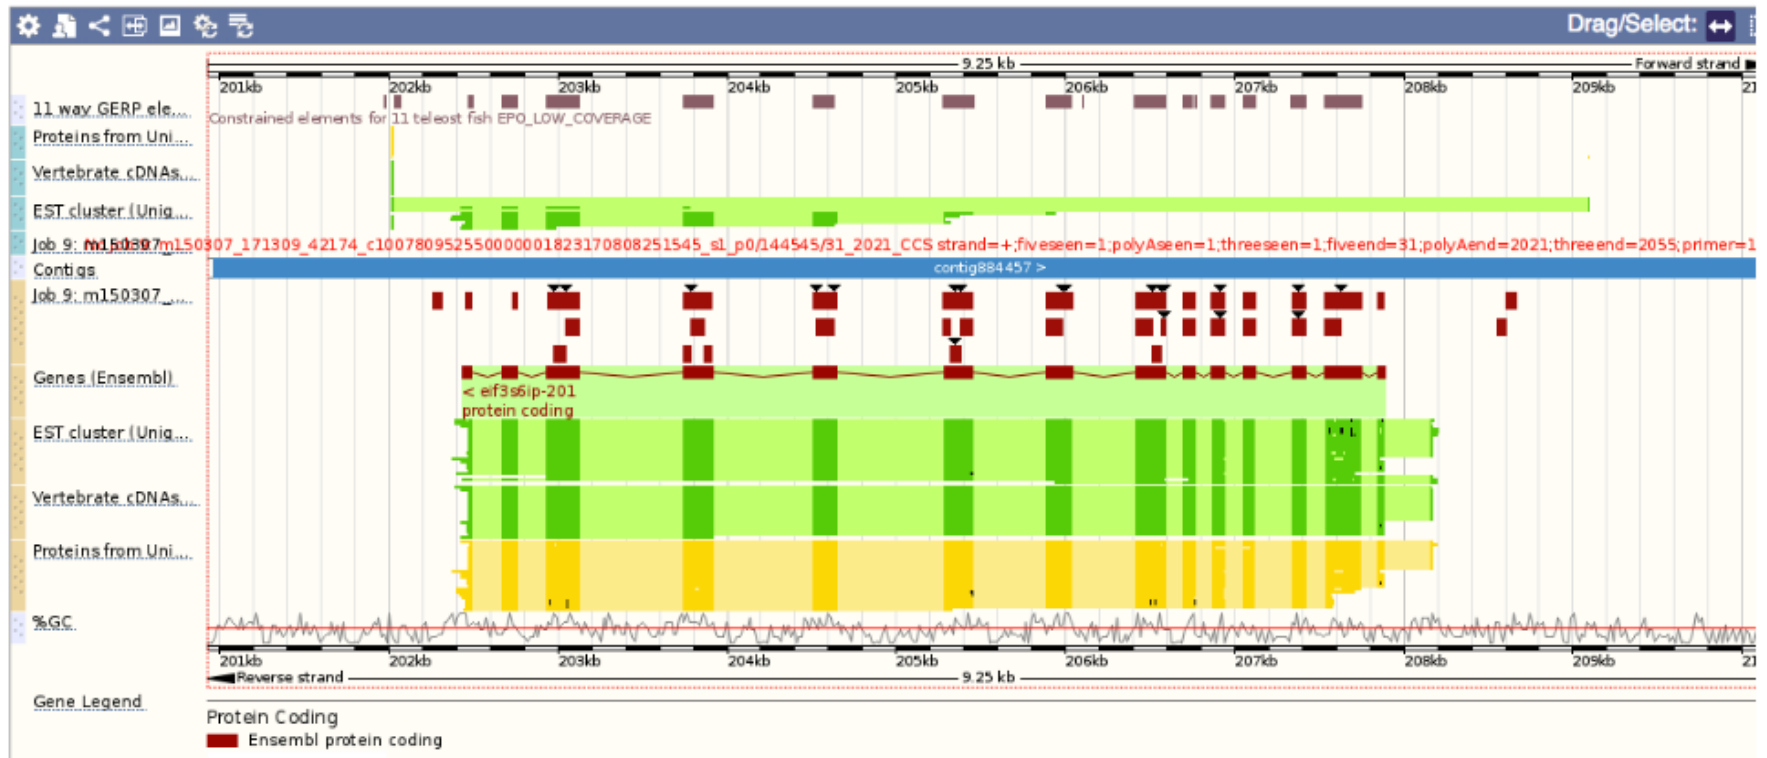 Drag/Select:
9.25 kb Forward strand
201kb 202kb 203kb 204kb 205kb 206kb 207kb 208kb 209kb 21
11 way GERP ele...
Constrained elements for 11 teleost fish EPO_LOW_COVERAGE
Proteins from Uni...
Vertebrate cDNAs...
EST cluster (Unig...
Job 9: m150307_171309_42174_c100780952550000001823170808251545_s1_p0/144545/31_2021_CCS strand=+;fiveseen=1;polyAseen=1;threeseen=1;fiveend=31;polyAend=2021;threeend=2055;primer=1
Contigs contig884457 >
Job 9: m150307_...
Genes (Ensembl)
< eif3s6ip-201
protein coding
EST cluster (Unig...
Vertebrate cDNAs...
Proteins from Uni...
%GC
201kb 202kb 203kb 204kb 205kb 206kb 207kb 208kb 209kb 21
Reverse strand 9.25 kb
Gene Legend
Protein Coding
Ensembl protein coding